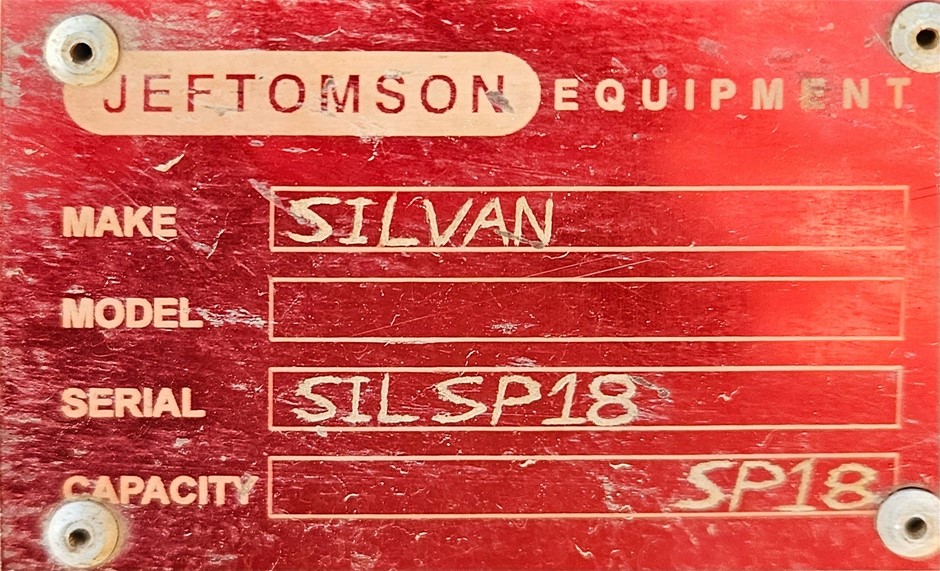 JEFTOMSON EQUIPMENT
MAKE SILVAN
MODEL
SERIAL SILSP18
CAPACITY SP18